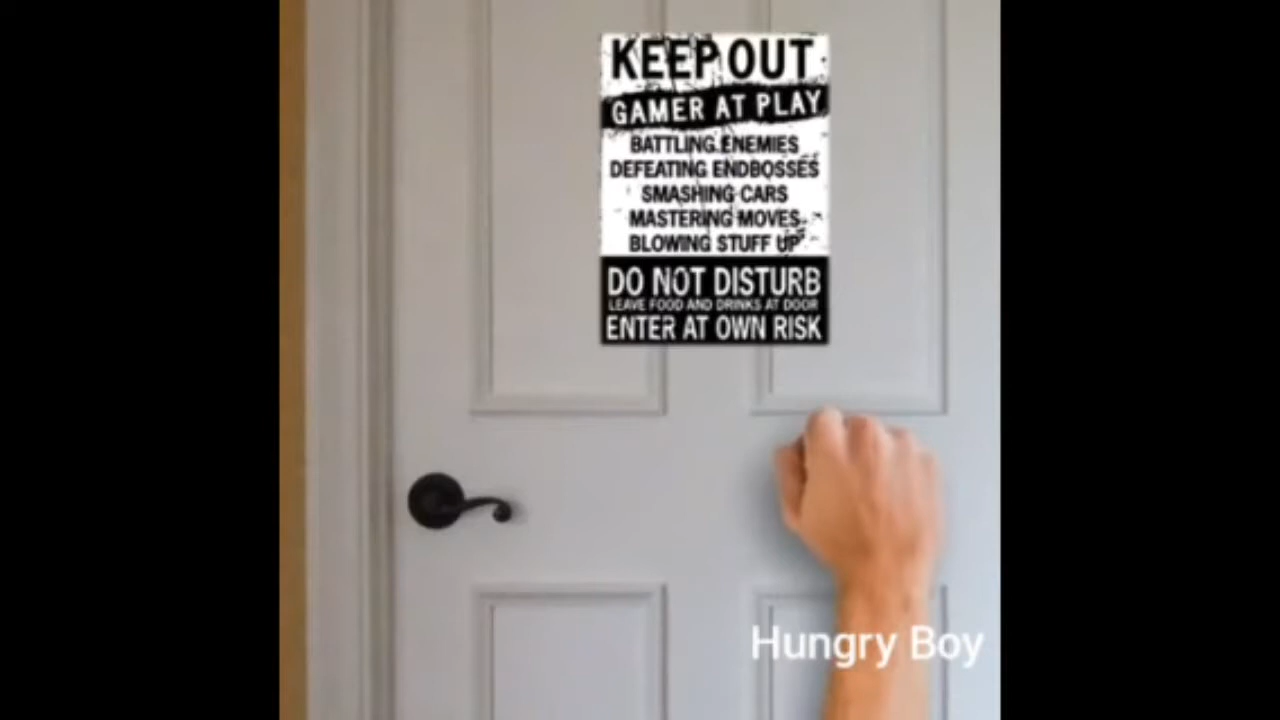 KEEP OUT
GAMER AT PLAY
BATTLING ENEMIES
DEFEATING ENDBOSSES
SMASHING CARS
MASTERING MOVES
BLOWING STUFF UP
DO NOT DISTURB
LEAVE FOOD AND DRINKS AT DOOR
ENTER AT OWN RISK
Hungry Boy